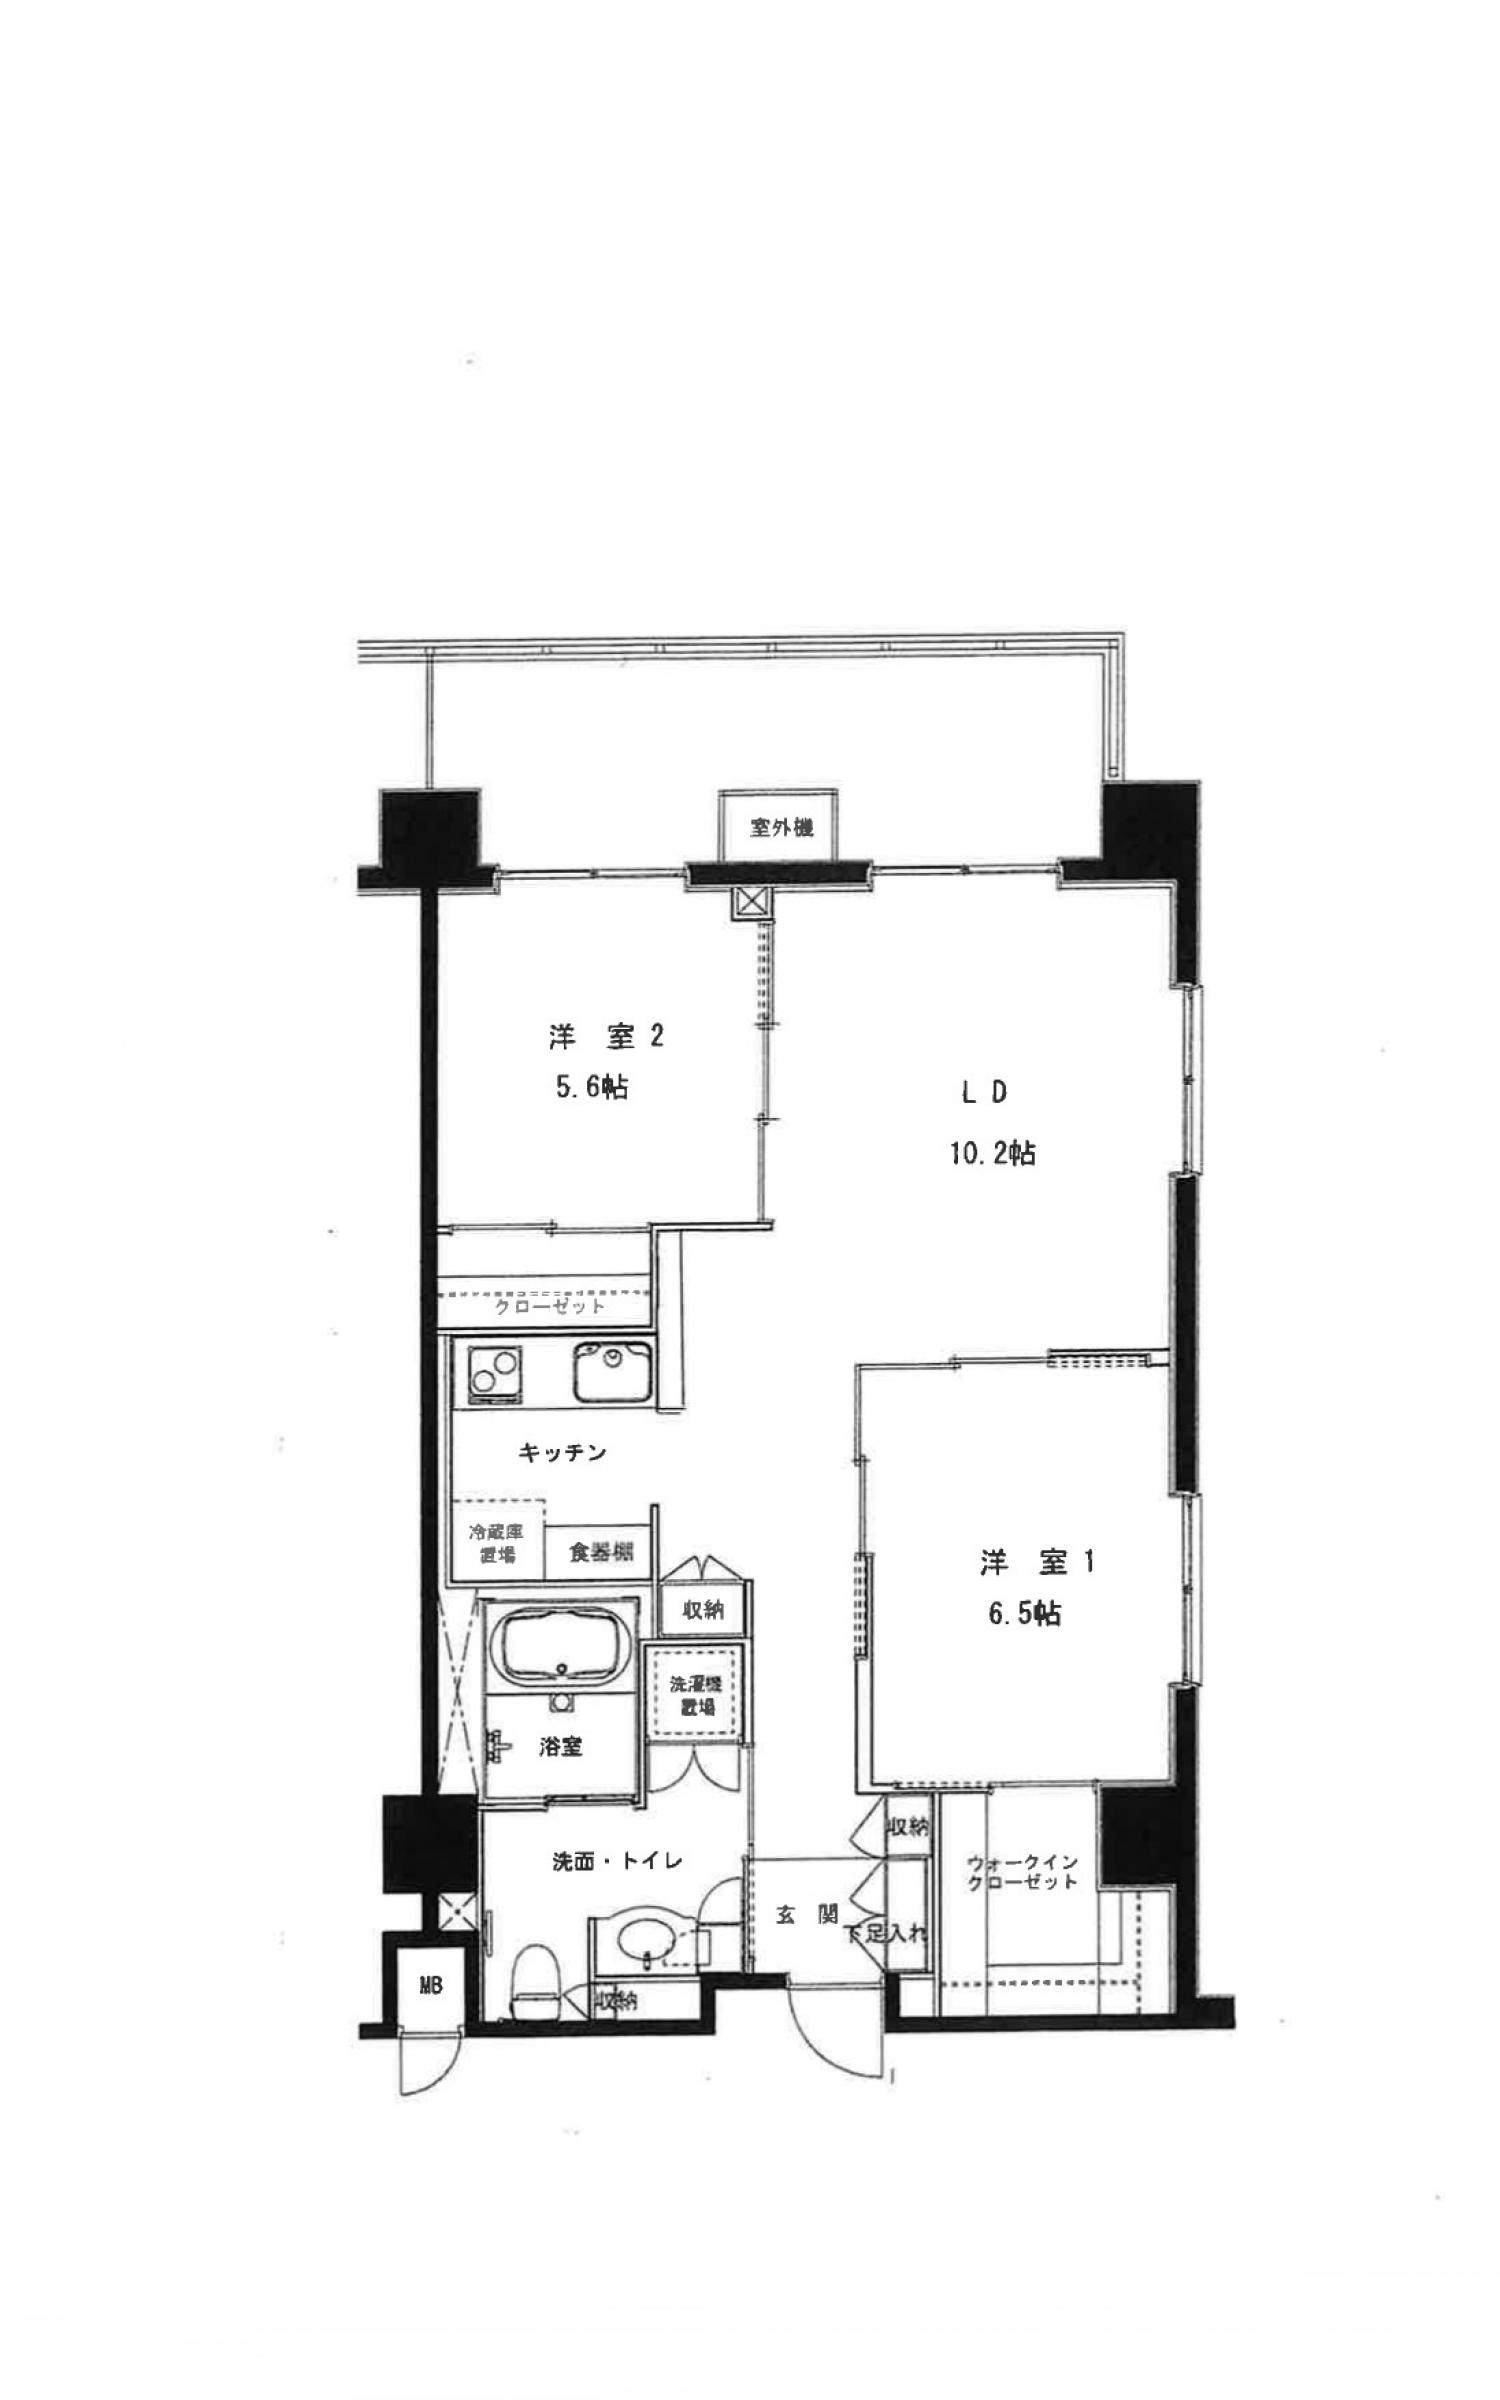 室外機
洋 室 2
5.6帖
L D
10.2帖
クローゼット
キッチン
冷蔵庫
置場
食器棚
洋 室 1
6.5帖
収納
洗濯機
置場
浴室
収納
洗面・トイレ
ウォークイン
クローゼット
玄 関
下足入れ
MB
収納